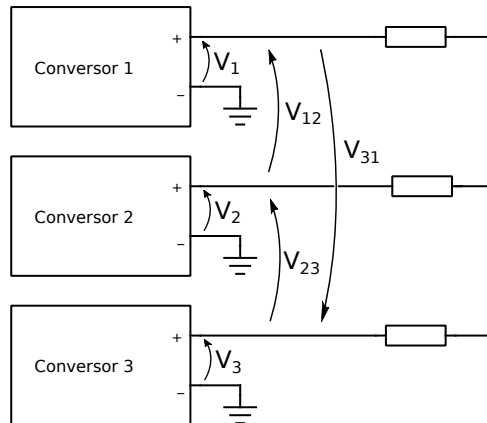 +
Conversor 1
V1
−
V12
V31
+
Conversor 2
V2
−
V23
+
Conversor 3
V3
−